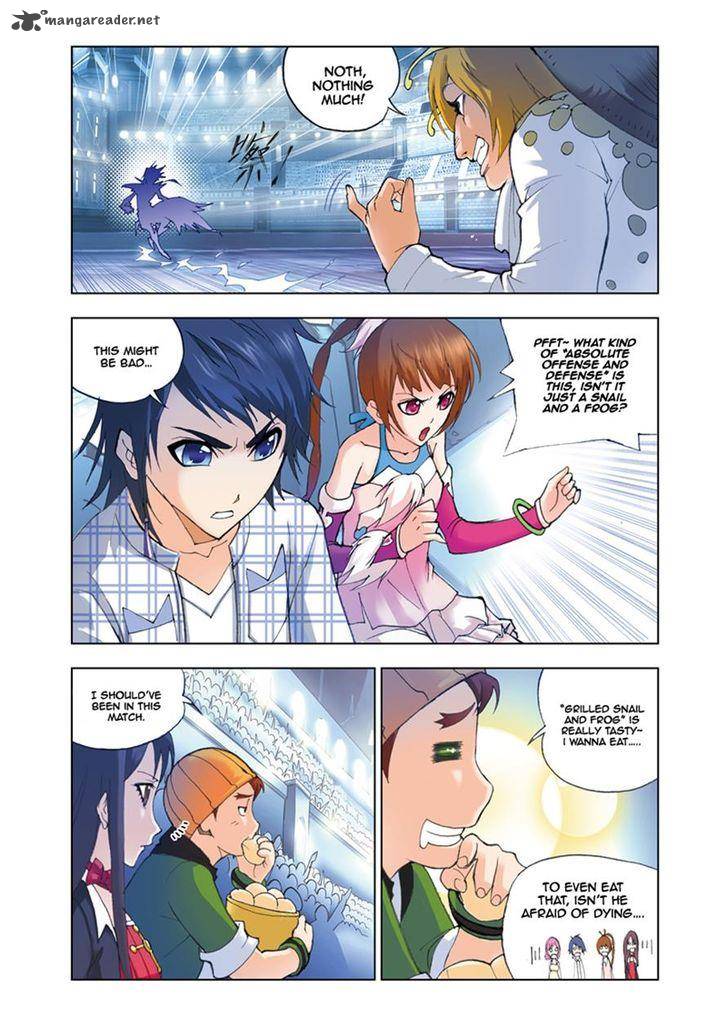 mangareader.net
NOTH,
NOTHING
MUCH!
THIS MIGHT
BE BAD...
PFFT~ WHAT KIND
OF "ABSOLUTE
OFFENSE AND
DEFENSE" IS
THIS, ISN'T IT
JUST A SNAIL
AND A FROG?
I SHOULD'VE
BEEN IN THIS
MATCH.
"GRILLED SNAIL
AND FROG" IS
REALLY TASTY~
I WANNA EAT.....
TO EVEN EAT
THAT, ISN'T HE
AFRAID OF DYING....